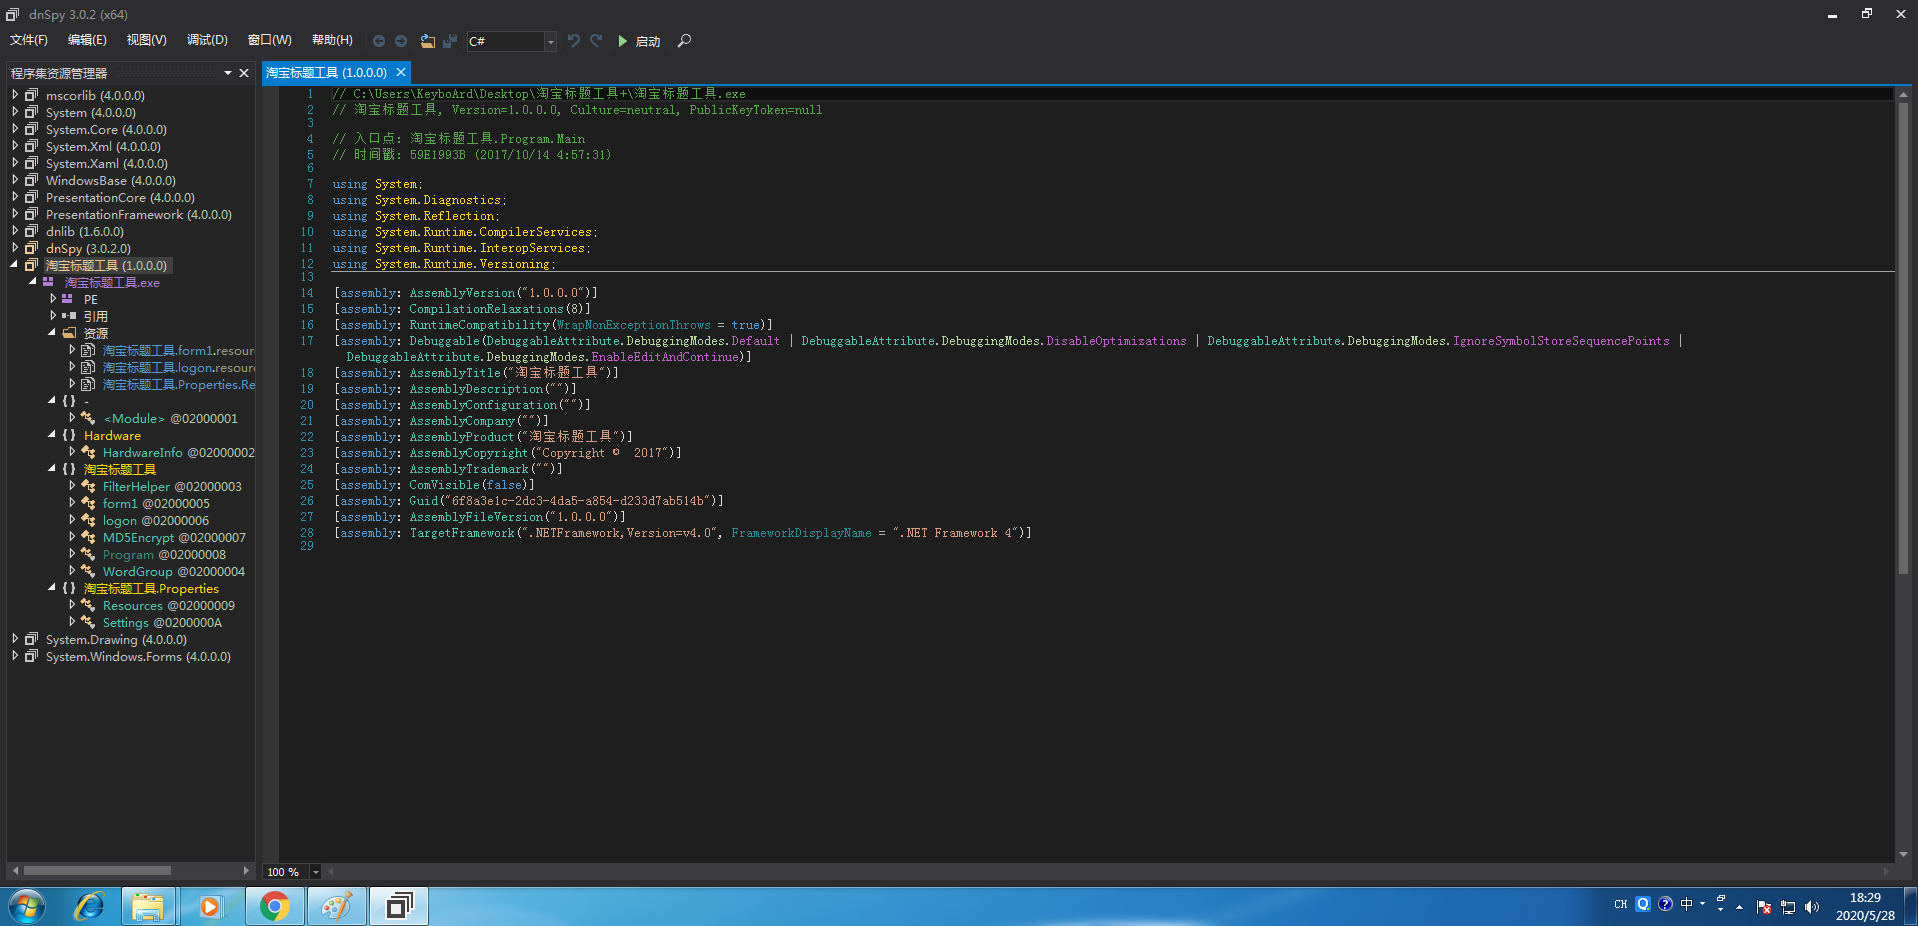 dnSpy 3.0.2 (x64)
文件(F) 编辑(E) 视图(V) 调试(D) 窗口(W) 帮助(H) C# 启动
程序集资源管理器
mscorlib (4.0.0.0)
System (4.0.0.0)
System.Core (4.0.0.0)
System.Xml (4.0.0.0)
System.Xaml (4.0.0.0)
WindowsBase (4.0.0.0)
PresentationCore (4.0.0.0)
PresentationFramework (4.0.0.0)
dnlib (1.6.0.0)
dnSpy (3.0.2.0)
淘宝标题工具 (1.0.0.0)
淘宝标题工具.exe
PE
引用
资源
淘宝标题工具.form1.resour
淘宝标题工具.logon.resour
淘宝标题工具.Properties.Re
{ } -
<Module> @02000001
{ } Hardware
HardwareInfo @02000002
{ } 淘宝标题工具
FilterHelper @02000003
form1 @02000005
logon @02000006
MD5Encrypt @02000007
Program @02000008
WordGroup @02000004
{ } 淘宝标题工具.Properties
Resources @02000009
Settings @0200000A
System.Drawing (4.0.0.0)
System.Windows.Forms (4.0.0.0)
淘宝标题工具 (1.0.0.0)
1 // C:\Users\KeyboArd\Desktop\淘宝标题工具+\淘宝标题工具.exe
2 // 淘宝标题工具, Version=1.0.0.0, Culture=neutral, PublicKeyToken=null
3
4 // 入口点: 淘宝标题工具.Program.Main
5 // 时间戳: 59E1993B (2017/10/14 4:57:31)
6
7 using System;
8 using System.Diagnostics;
9 using System.Reflection;
10 using System.Runtime.CompilerServices;
11 using System.Runtime.InteropServices;
12 using System.Runtime.Versioning;
13
14 [assembly: AssemblyVersion("1.0.0.0")]
15 [assembly: CompilationRelaxations(8)]
16 [assembly: RuntimeCompatibility(WrapNonExceptionThrows = true)]
17 [assembly: Debuggable(DebuggableAttribute.DebuggingModes.Default | DebuggableAttribute.DebuggingModes.DisableOptimizations | DebuggableAttribute.DebuggingModes.IgnoreSymbolStoreSequencePoints |
DebuggableAttribute.DebuggingModes.EnableEditAndContinue)]
18 [assembly: AssemblyTitle("淘宝标题工具")]
19 [assembly: AssemblyDescription("")]
20 [assembly: AssemblyConfiguration("")]
21 [assembly: AssemblyCompany("")]
22 [assembly: AssemblyProduct("淘宝标题工具")]
23 [assembly: AssemblyCopyright("Copyright © 2017")]
24 [assembly: AssemblyTrademark("")]
25 [assembly: ComVisible(false)]
26 [assembly: Guid("6f8a3e1c-2dc3-4da5-a854-d233d7ab514b")]
27 [assembly: AssemblyFileVersion("1.0.0.0")]
28 [assembly: TargetFramework(".NETFramework,Version=v4.0", FrameworkDisplayName = ".NET Framework 4")]
29
100 %
CH 中
18:29
2020/5/28